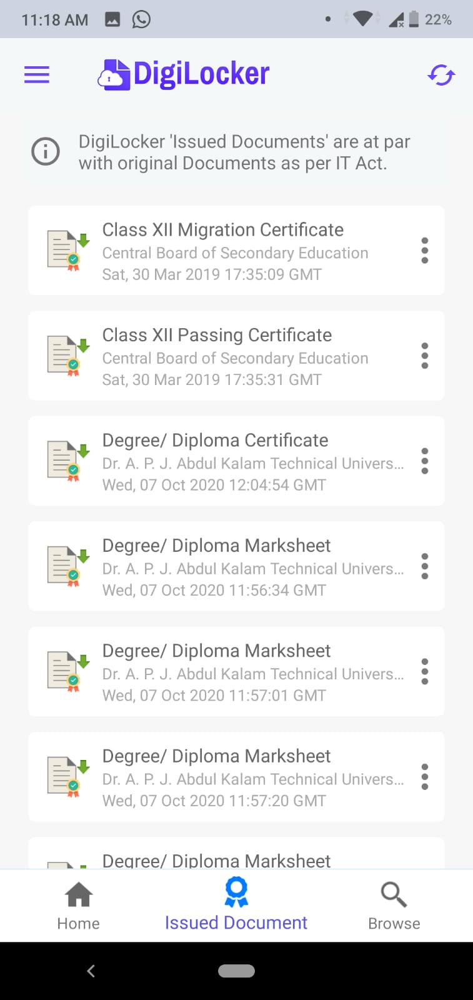 11:18 AM
22%
DigiLocker
DigiLocker 'Issued Documents' are at par
with original Documents as per IT Act.
Class XII Migration Certificate
Central Board of Secondary Education
Sat, 30 Mar 2019 17:35:09 GMT
Class XII Passing Certificate
Central Board of Secondary Education
Sat, 30 Mar 2019 17:35:31 GMT
Degree/ Diploma Certificate
Dr. A. P. J. Abdul Kalam Technical Univers...
Wed, 07 Oct 2020 12:04:54 GMT
Degree/ Diploma Marksheet
Dr. A. P. J. Abdul Kalam Technical Univers...
Wed, 07 Oct 2020 11:56:34 GMT
Degree/ Diploma Marksheet
Dr. A. P. J. Abdul Kalam Technical Univers...
Wed, 07 Oct 2020 11:57:01 GMT
Degree/ Diploma Marksheet
Dr. A. P. J. Abdul Kalam Technical Univers...
Wed, 07 Oct 2020 11:57:20 GMT
Degree/ Diploma Marksheet
Home
Issued Document
Browse